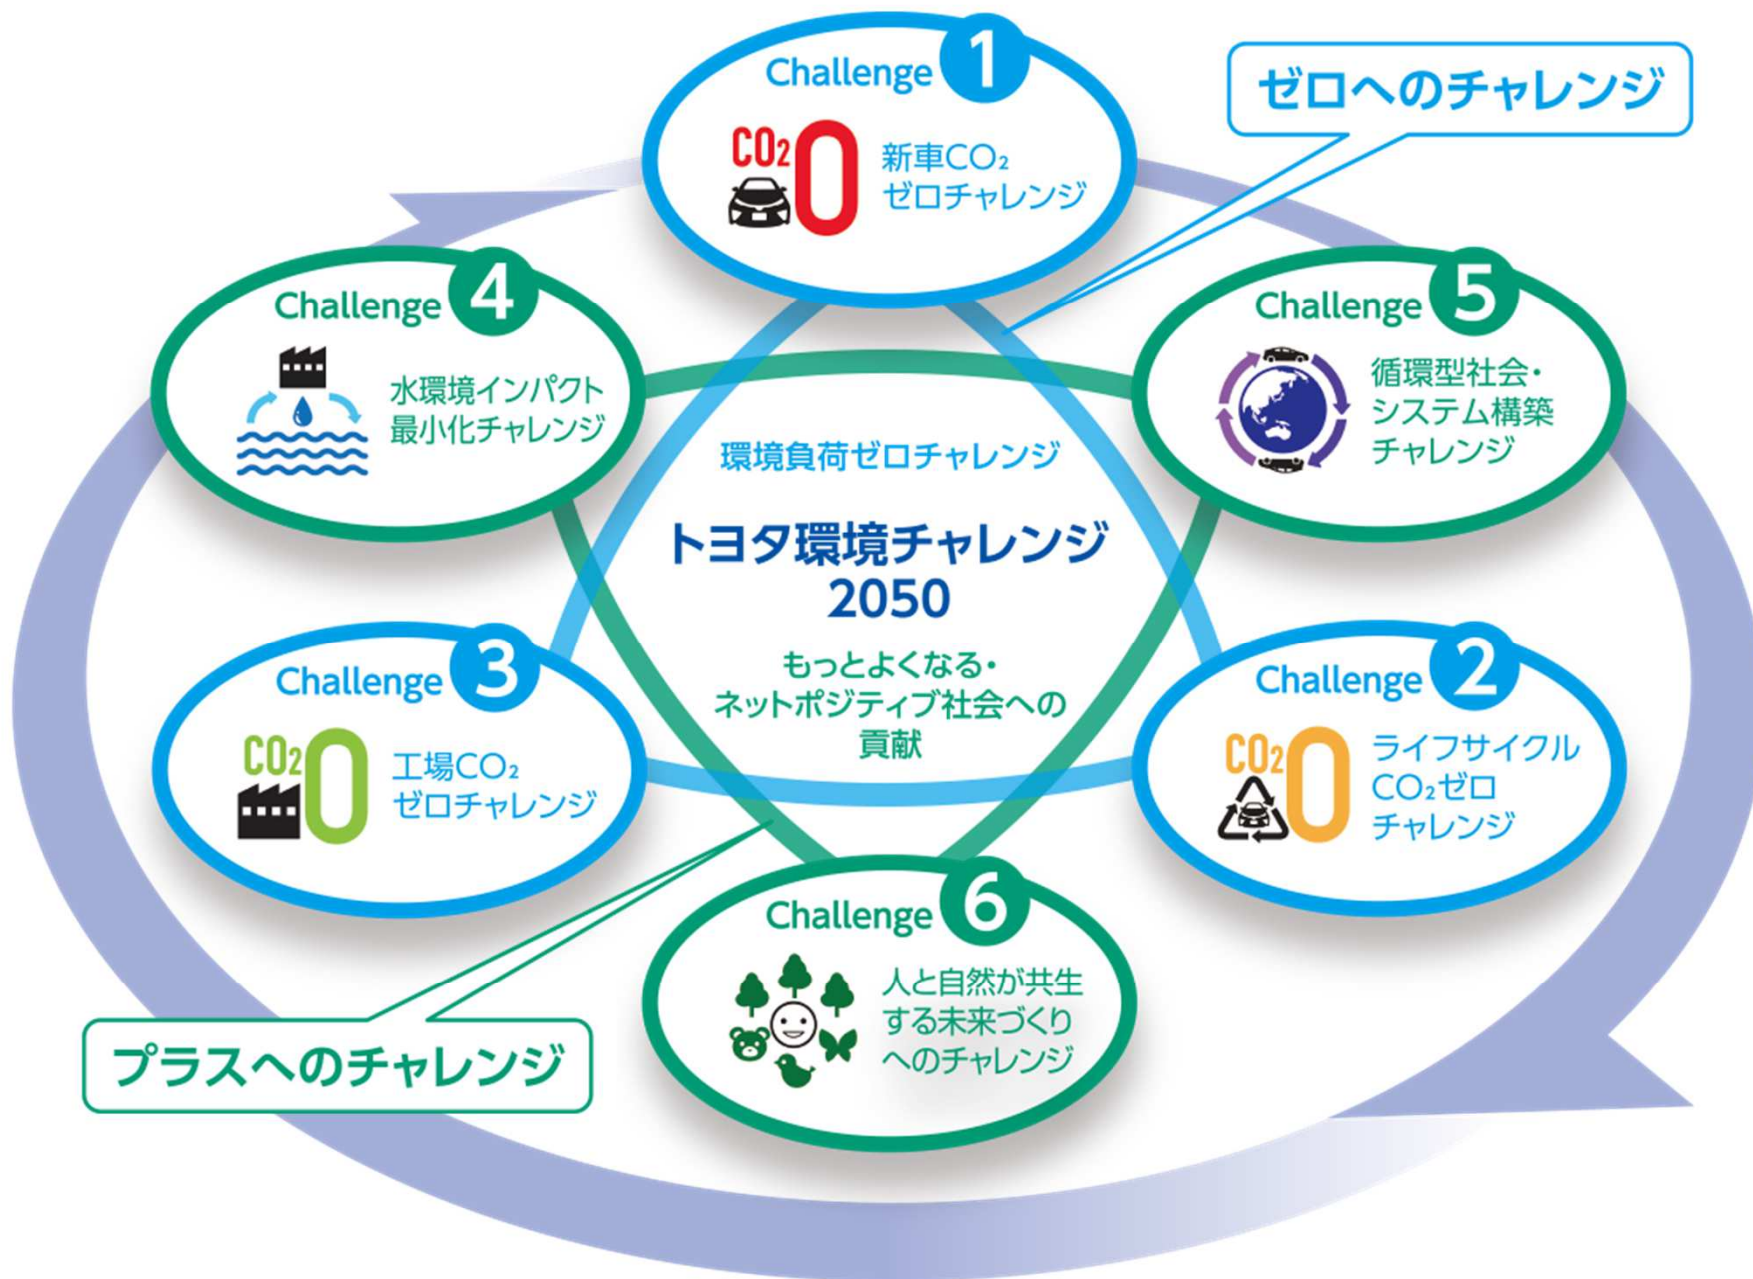 Challenge 1
CO₂0
新車CO₂
ゼロチャレンジ
ゼロへのチャレンジ
Challenge 4
水環境インパクト
最小化チャレンジ
Challenge 5
循環型社会・
システム構築
チャレンジ
環境負荷ゼロチャレンジ
トヨタ環境チャレンジ
2050
もっとよくなる・
ネットポジティブ社会への
貢献
Challenge 3
CO₂0
工場CO₂
ゼロチャレンジ
Challenge 2
CO₂0
ライフサイクル
CO₂ゼロ
チャレンジ
Challenge 6
人と自然が共生
する未来づくり
へのチャレンジ
プラスへのチャレンジ